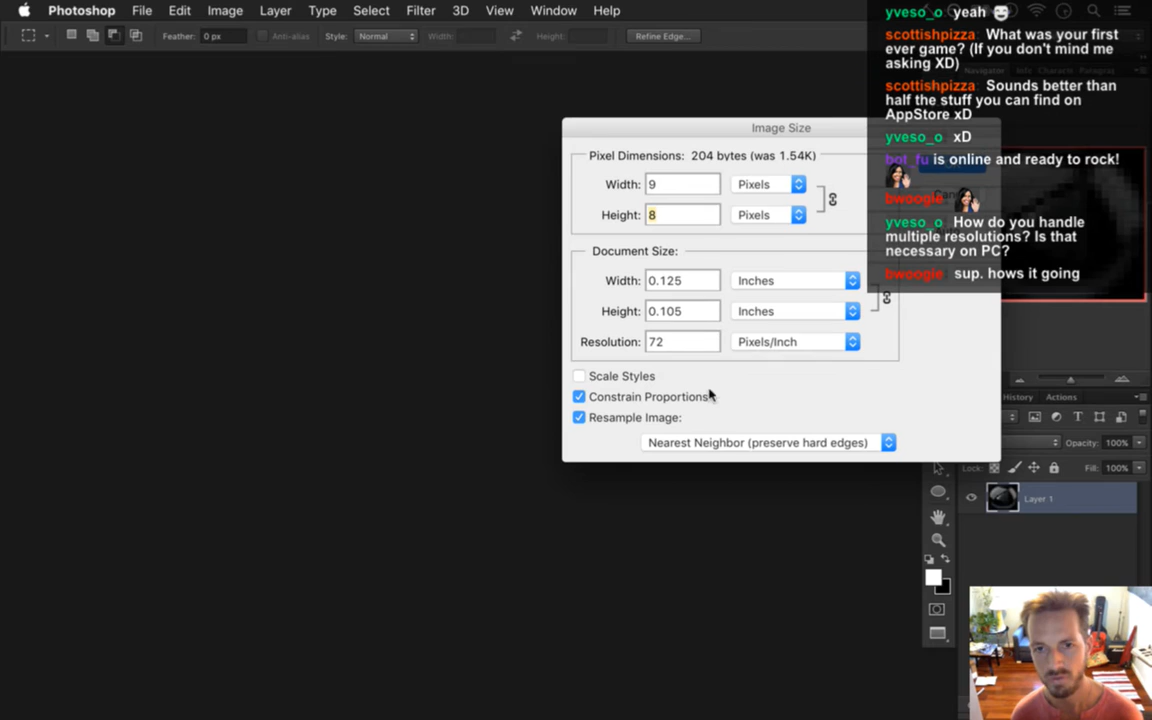 Photoshop File Edit Image Layer Type Select Filter 3D View Window Help
Feather: 0 px Anti-alias Style: Normal Width: Height: Refine Edge...
yveso_o yeah
scottishpizza What was your first
ever game? (If you don't mind me
asking XD)
scottishpizza Sounds better than
half the stuff you can find on
AppStore xD
yveso_o xD
bot_fu is online and ready to rock!
bwoogie
yveso_o How do you handle
multiple resolutions? Is that
necessary on PC?
bwoogie sup. hows it going
Image Size
Pixel Dimensions: 204 bytes (was 1.54K)
Width: 9 Pixels
Height: 8 Pixels
Document Size:
Width: 0.125 Inches
Height: 0.105 Inches
Resolution: 72 Pixels/Inch
Scale Styles
Constrain Proportions
Resample Image:
Nearest Neighbor (preserve hard edges)
History Actions
Opacity: 100%
Lock: Fill: 100%
Layer 1